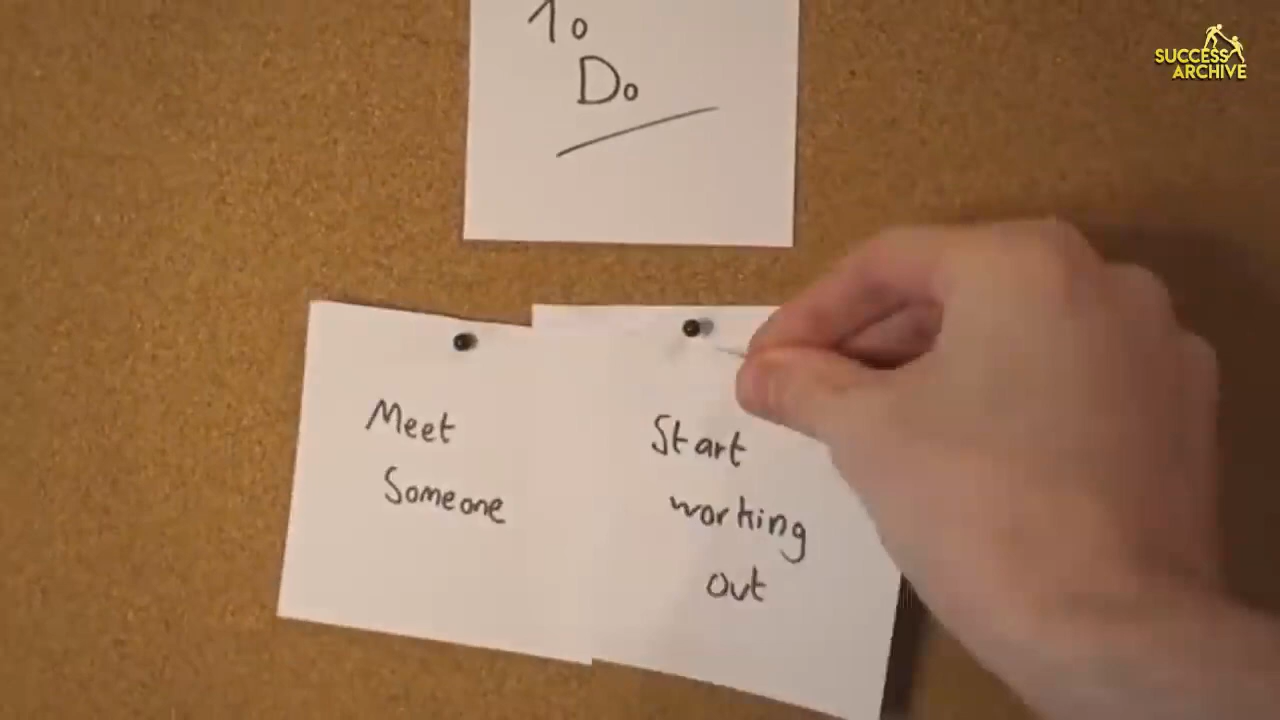 To
Do
Meet
Someone
Start
working
out
SUCCESS
ARCHIVE